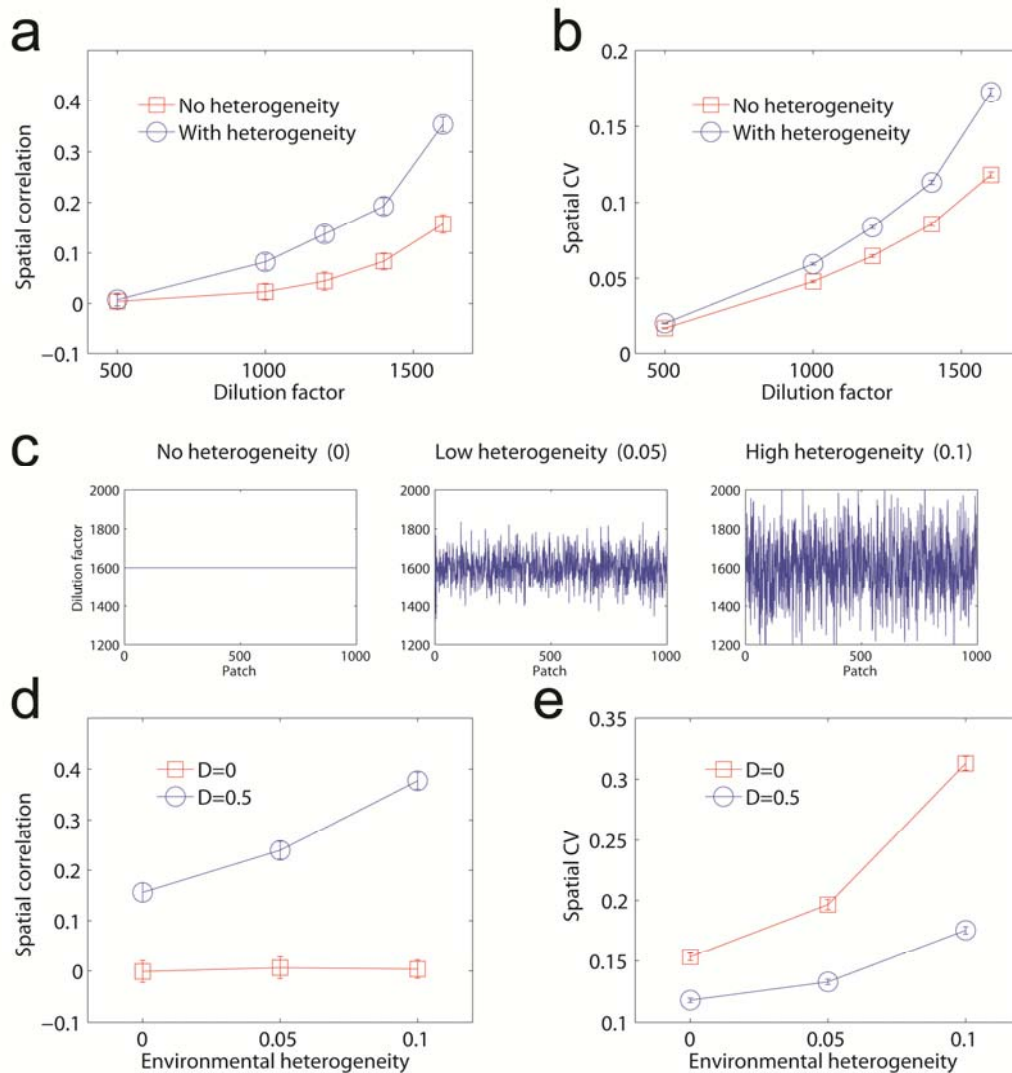 a
0.4
0.3
0.2
0.1
0
−0.1
Spatial correlation
No heterogeneity
With heterogeneity
500 1000 1500
Dilution factor
b
0.2
0.15
0.1
0.05
0
Spatial CV
No heterogeneity
With heterogeneity
500 1000 1500
Dilution factor
c
No heterogeneity (0)
2000
1800
1600
1400
1200
Dilution factor
0 500 1000
Patch
Low heterogeneity (0.05)
2000
1800
1600
1400
1200
0 500 1000
Patch
High heterogeneity (0.1)
2000
1800
1600
1400
1200
0 500 1000
Patch
d
0.4
0.3
0.2
0.1
0
−0.1
Spatial correlation
D=0
D=0.5
0 0.05 0.1
Environmental heterogeneity
e
0.35
0.3
0.25
0.2
0.15
0.1
Spatial CV
D=0
D=0.5
0 0.05 0.1
Environmental heterogeneity